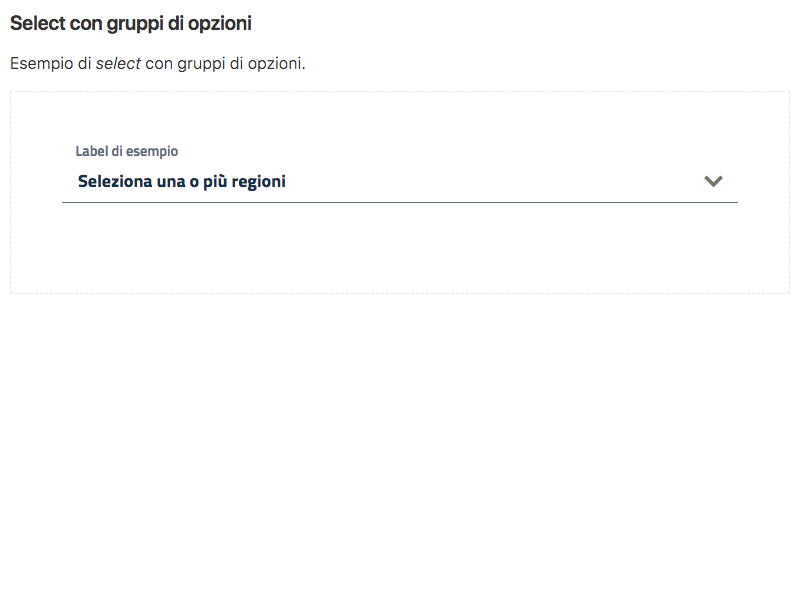 Select con gruppi di opzioni
Esempio di select con gruppi di opzioni.
Label di esempio
Seleziona una o più regioni